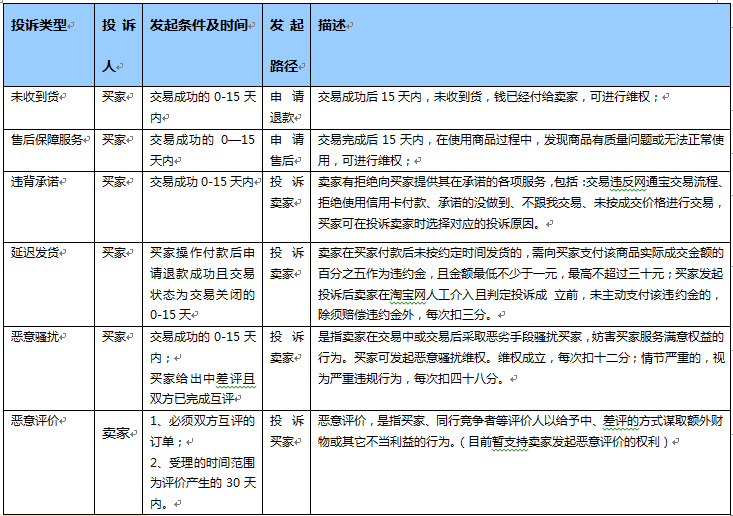 投诉类型 投诉人 发起条件及时间 发起路径 描述
未收到货 买家 交易成功的 0-15 天内 申请退款 交易成功后 15 天内，未收到货，钱已经付给卖家，可进行维权；
售后保障服务 买家 交易成功的 0—15 天内 申请售后 交易完成后 15 天内，在使用商品过程中，发现商品有质量问题或无法正常使
用，可进行维权；
违背承诺 买家 交易成功 0-15 天内 投诉卖家 卖家有拒绝向买家提供其在承诺的各项服务，包括：交易违反网通宝交易流程、
拒绝使用信用卡付款、承诺的没做到、不跟我交易、未按成交价格进行交易，
买家可在投诉卖家时选择对应的投诉原因。
延迟发货 买家 买家操作付款后申 投诉 卖家在买家付款后未按约定时间发货的，需向买家支付该商品实际成交金额的
请退款成功且交易 卖家 百分之五作为违约金，且金额最低不少于一元，最高不超过三十元；买家发起
状态为交易关闭的 投诉后卖家在淘宝网人工介入且判定投诉成 立前，未主动支付该违约金的，
0-15 天 除须赔偿违约金外，每次扣三分。
恶意骚扰 买家 交易成功的 0-15 天 投诉 是指卖家在交易中或交易后采取恶劣手段骚扰买家，妨害买家服务满意权益的
内； 卖家 行为。买家可发起恶意骚扰维权。维权成立，每次扣十二分；情节严重的，视
买家给出中差评且 为严重违规行为，每次扣四十八分。
双方已完成互评
恶意评价 卖家 1、必须双方互评的 投诉 恶意评价，是指买家、同行竞争者等评价人以给予中、差评的方式谋取额外财
订单； 买家 物或其它不当利益的行为。（目前暂支持卖家发起恶意评价的权利）
2、受理的时间范围
为评价产生的 30 天
内。